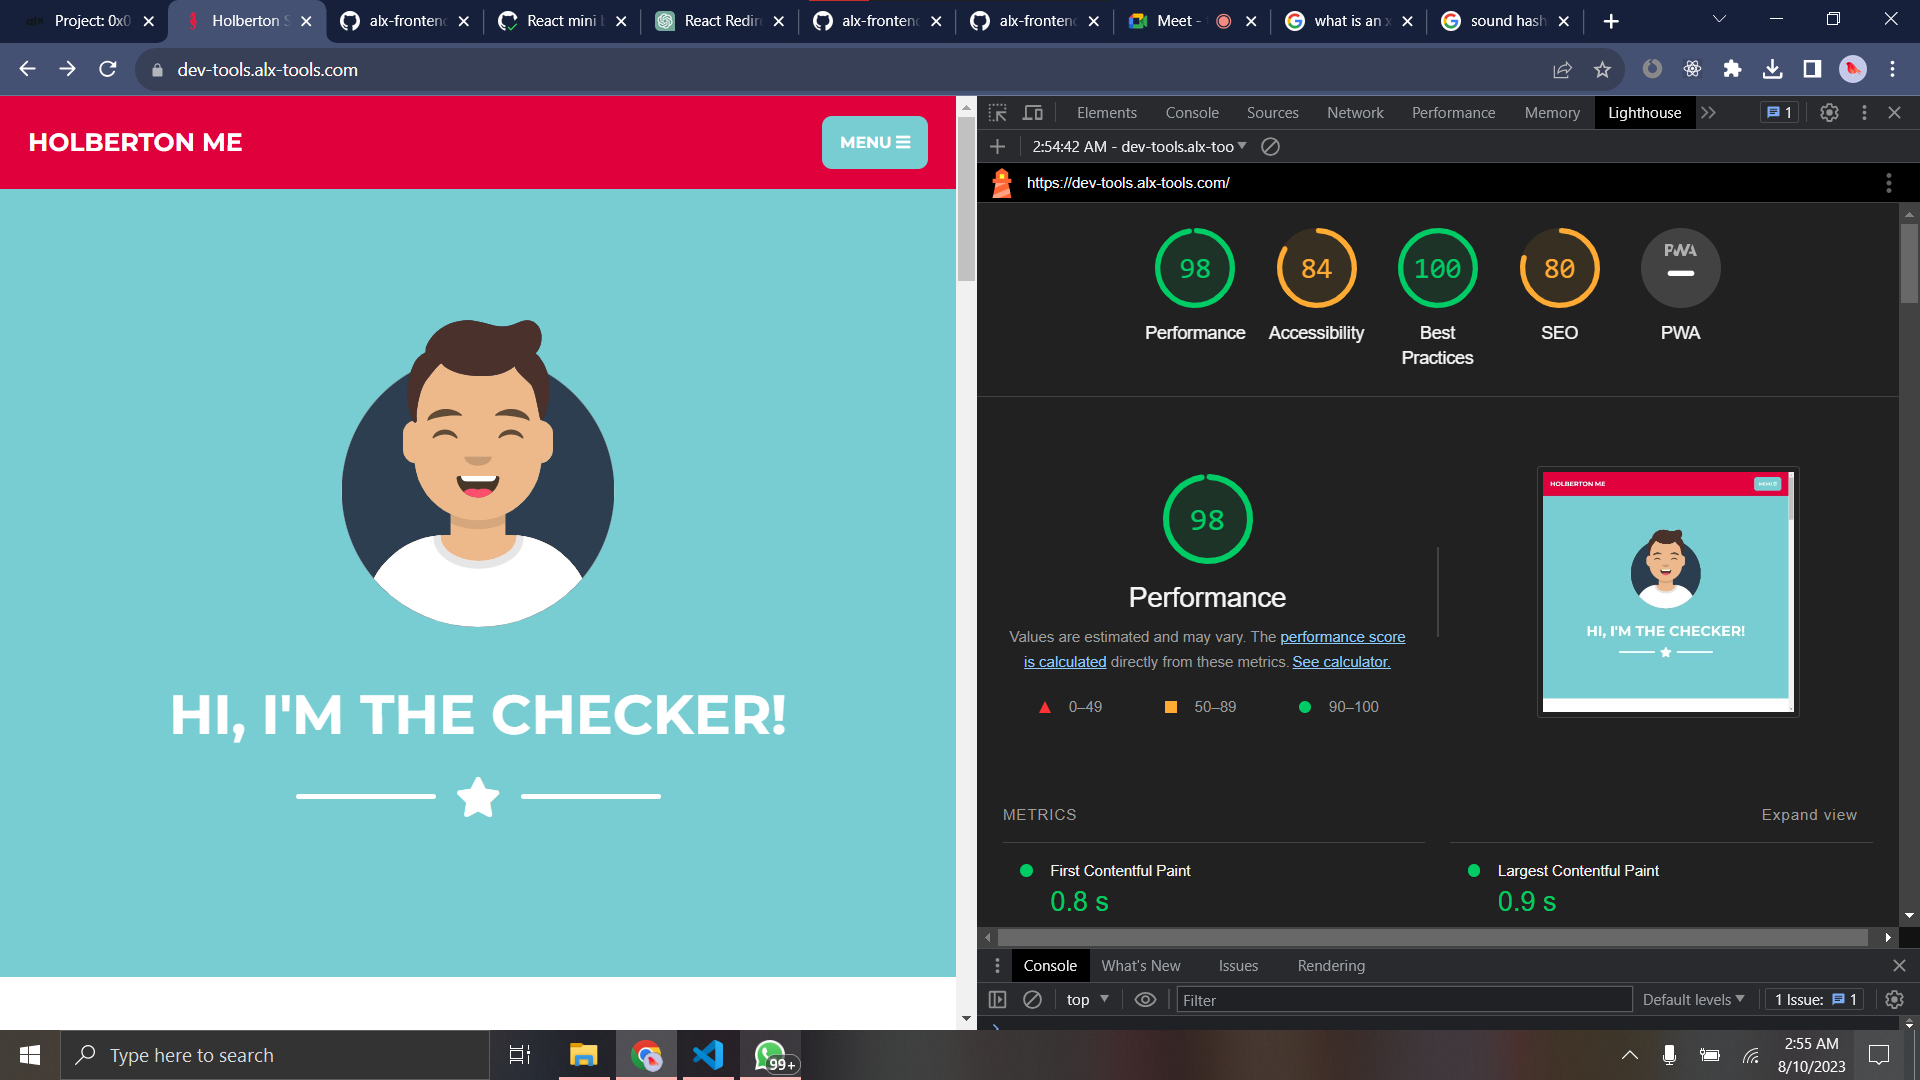 Project: 0x0
Holberton S
alx-frontend
React mini b
React Redire
alx-frontend
alx-frontend
Meet -
what is an x
sound hash
dev-tools.alx-tools.com
HOLBERTON ME
MENU
HI, I'M THE CHECKER!
Elements
Console
Sources
Network
Performance
Memory
Lighthouse
1
2:54:42 AM - dev-tools.alx-too
https://dev-tools.alx-tools.com/
98
84
100
80
PWA
Performance
Accessibility
Best
Practices
SEO
PWA
98
Performance
Values are estimated and may vary. The performance score
is calculated directly from these metrics. See calculator.
0–49
50–89
90–100
HOLBERTON ME
MENU
HI, I'M THE CHECKER!
METRICS
Expand view
First Contentful Paint
0.8 s
Largest Contentful Paint
0.9 s
Console
What's New
Issues
Rendering
top
Filter
Default levels
1 Issue:
1
Type here to search
99+
2:55 AM
8/10/2023